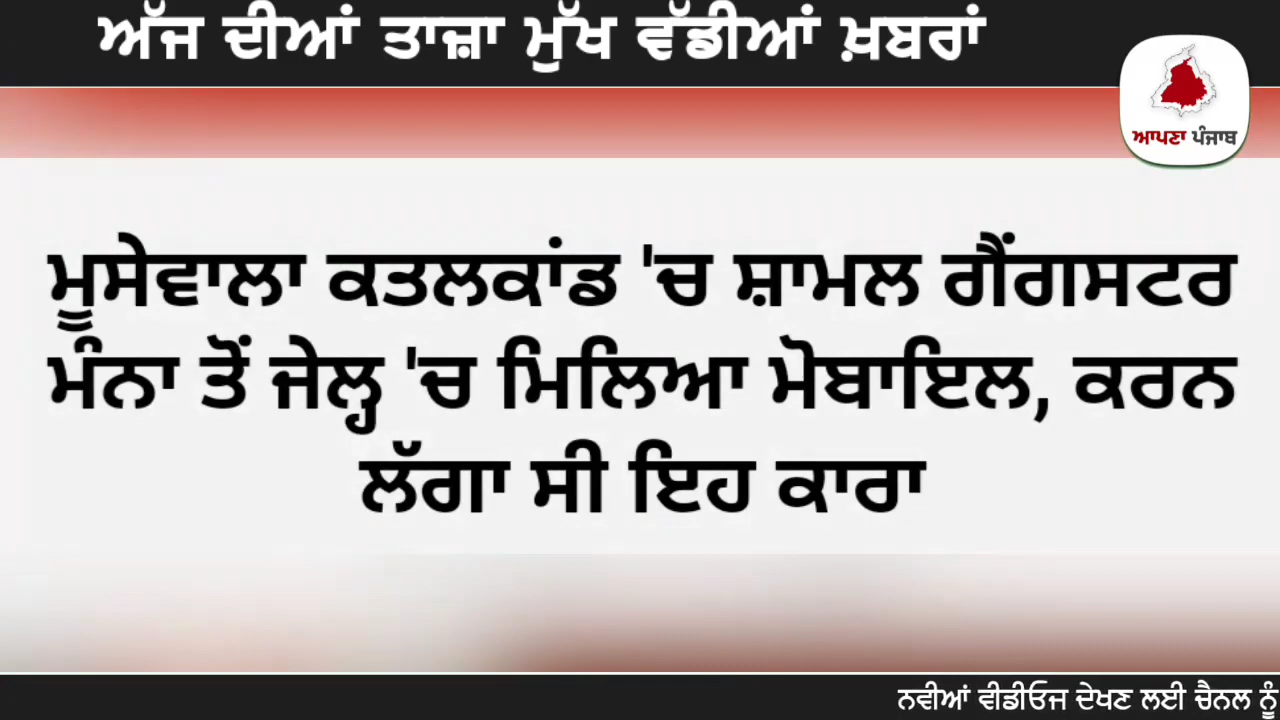 ਅੱਜ ਦੀਆਂ ਤਾਜ਼ਾ ਮੁੱਖ ਵੱਡੀਆਂ ਖ਼ਬਰਾਂ
ਆਪਣਾ ਪੰਜਾਬ
ਮੂਸੇਵਾਲਾ ਕਤਲਕਾਂਡ 'ਚ ਸ਼ਾਮਲ ਗੈਂਗਸਟਰ
ਮੰਨਾ ਤੋਂ ਜੇਲ੍ਹ 'ਚ ਮਿਲਿਆ ਮੋਬਾਇਲ, ਕਰਨ
ਲੱਗਾ ਸੀ ਇਹ ਕਾਰਾ
ਨਵੀਆਂ ਵੀਡੀਓਜ ਦੇਖਣ ਲਈ ਚੈਨਲ ਨੂੰ